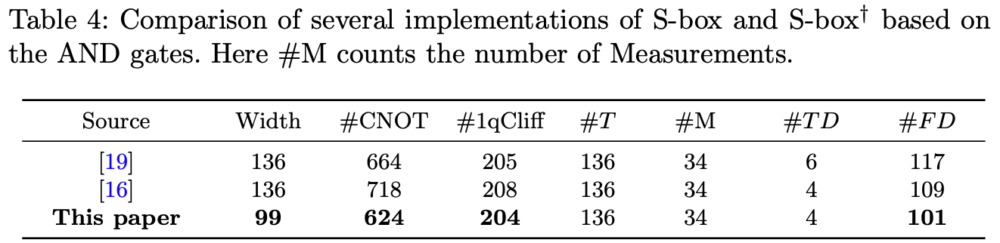 Table 4: Comparison of several implementations of S-box and S-box† based on
the AND gates. Here #M counts the number of Measurements.
Source Width #CNOT #1qCliff #T #M #TD #FD
[19] 136 664 205 136 34 6 117
[16] 136 718 208 136 34 4 109
This paper 99 624 204 136 34 4 101